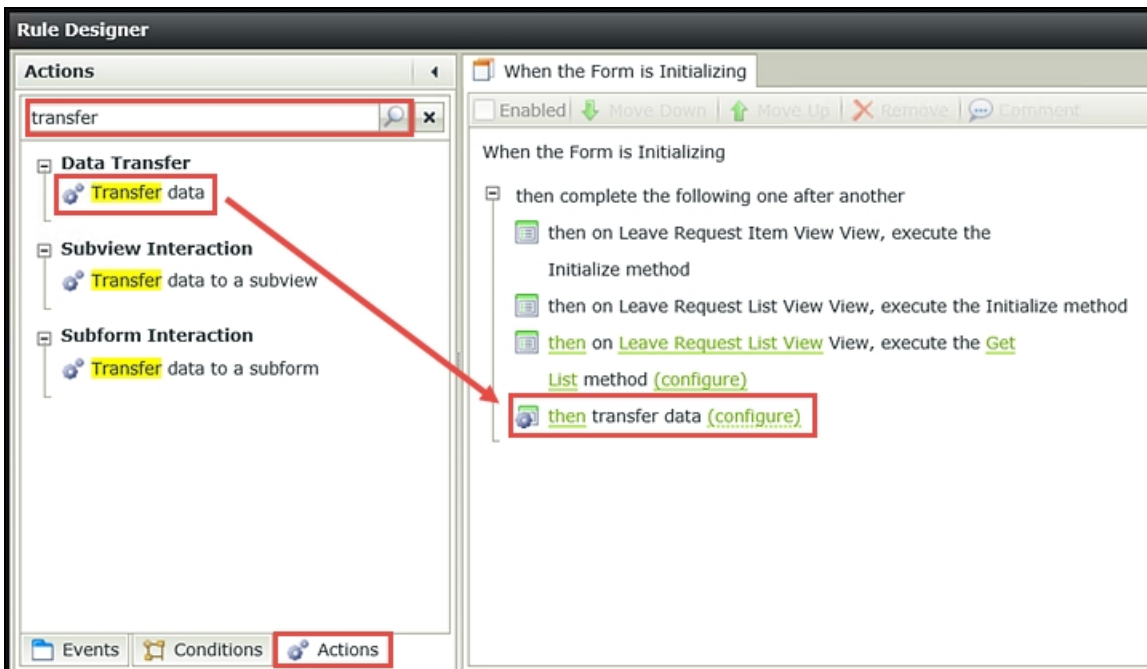 Rule Designer
Actions
transfer
Data Transfer
Transfer data
Subview Interaction
Transfer data to a subview
Subform Interaction
Transfer data to a subform
Events
Conditions
Actions
When the Form is Initializing
Enabled Move Down Move Up Remove Comment
When the Form is Initializing
then complete the following one after another
then on Leave Request Item View View, execute the
Initialize method
then on Leave Request List View View, execute the Initialize method
then on Leave Request List View View, execute the Get
List method (configure)
then transfer data (configure)